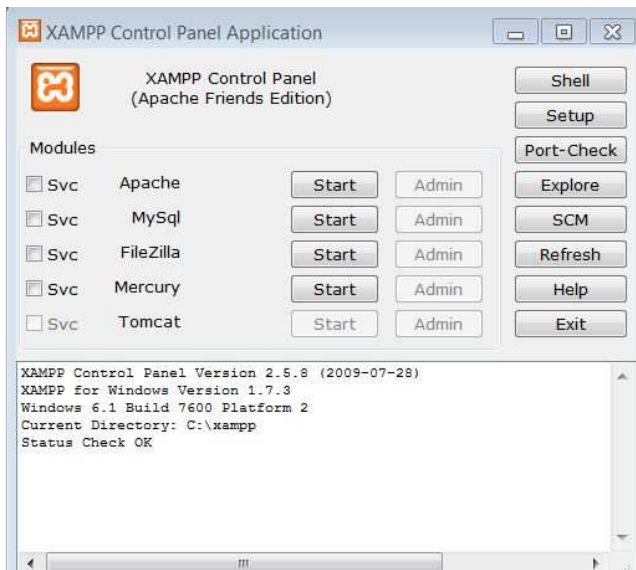 XAMPP Control Panel Application
XAMPP Control Panel
(Apache Friends Edition)
Shell
Setup
Port-Check
Explore
SCM
Refresh
Help
Exit
Modules
Svc Apache Start Admin
Svc MySql Start Admin
Svc FileZilla Start Admin
Svc Mercury Start Admin
Svc Tomcat Start Admin
XAMPP Control Panel Version 2.5.8 (2009-07-28)
XAMPP for Windows Version 1.7.3
Windows 6.1 Build 7600 Platform 2
Current Directory: C:\xampp
Status Check OK